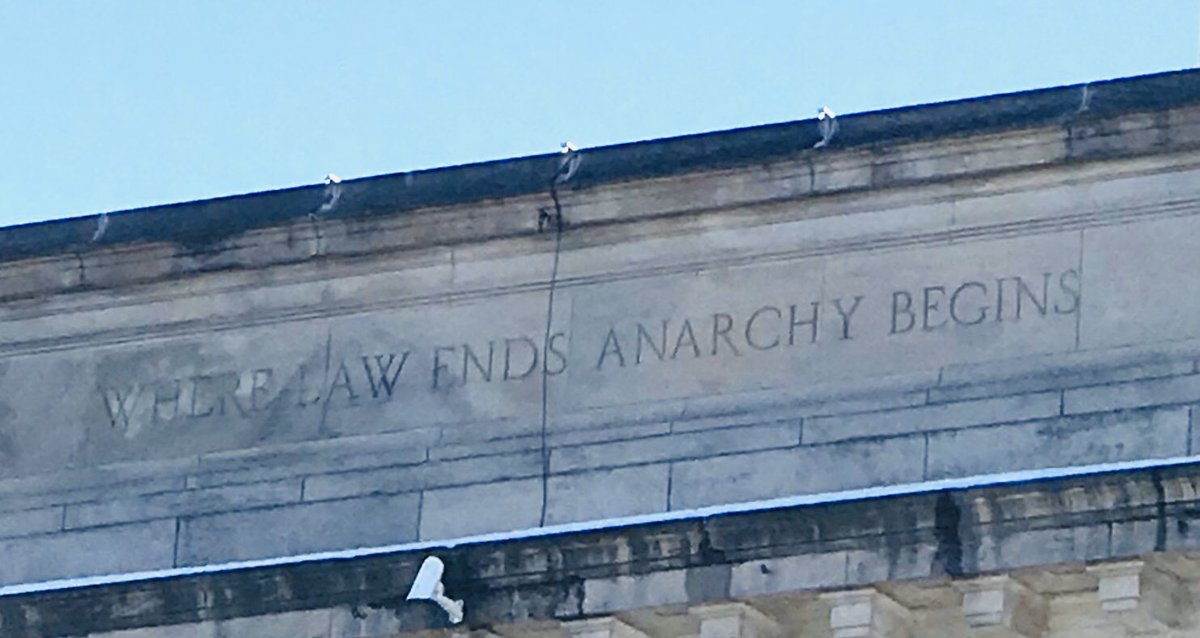 WHERE LAW ENDS ANARCHY BEGINS